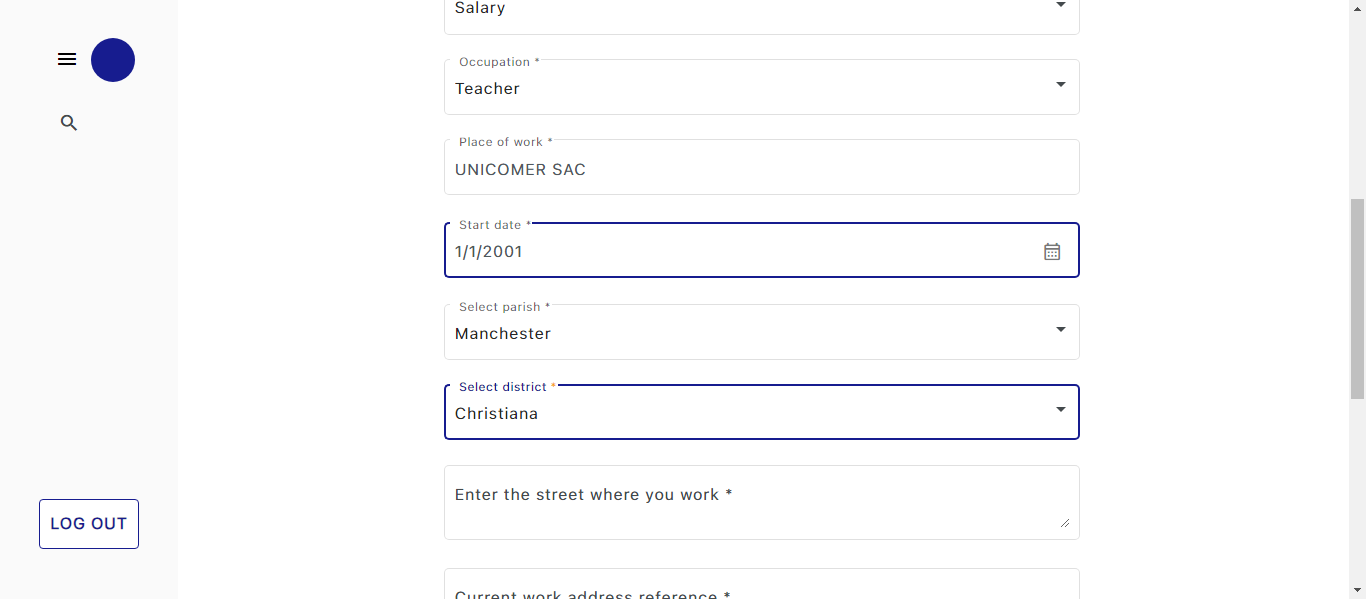 Salary
Occupation *
Teacher
Place of work *
UNICOMER SAC
Start date *
1/1/2001
Select parish *
Manchester
Select district *
Christiana
Enter the street where you work *
LOG OUT
Current work address reference *